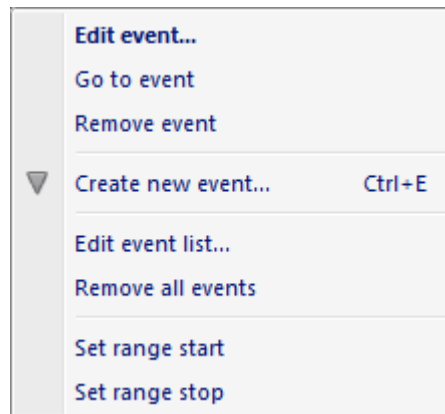 Edit event...
Go to event
Remove event
Create new event... Ctrl+E
Edit event list...
Remove all events
Set range start
Set range stop